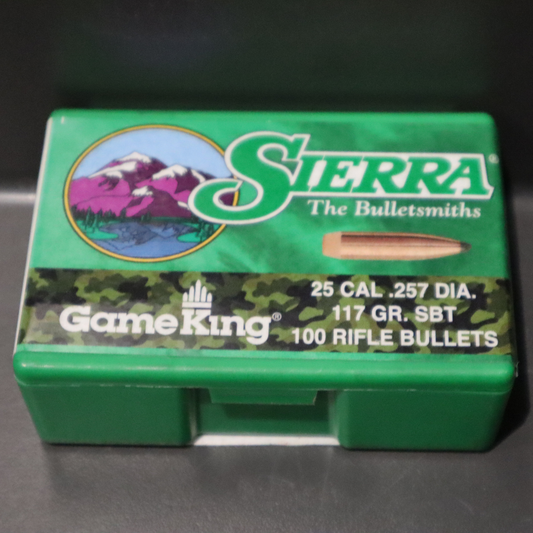 SIERRA®
The Bulletsmiths
GameKing®
25 CAL .257 DIA.
117 GR. SBT
100 RIFLE BULLETS